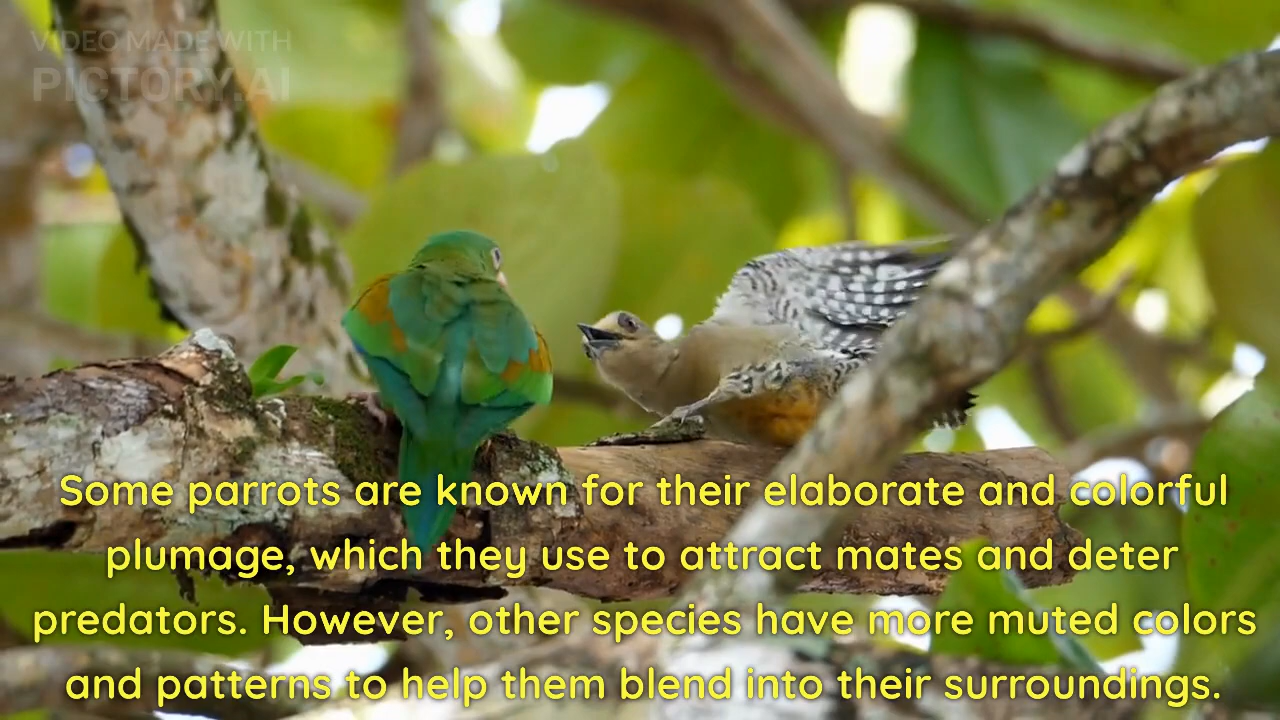 VIDEO MADE WITH
PICTORY.AI
Some parrots are known for their elaborate and colorful
plumage, which they use to attract mates and deter
predators. However, other species have more muted colors
and patterns to help them blend into their surroundings.